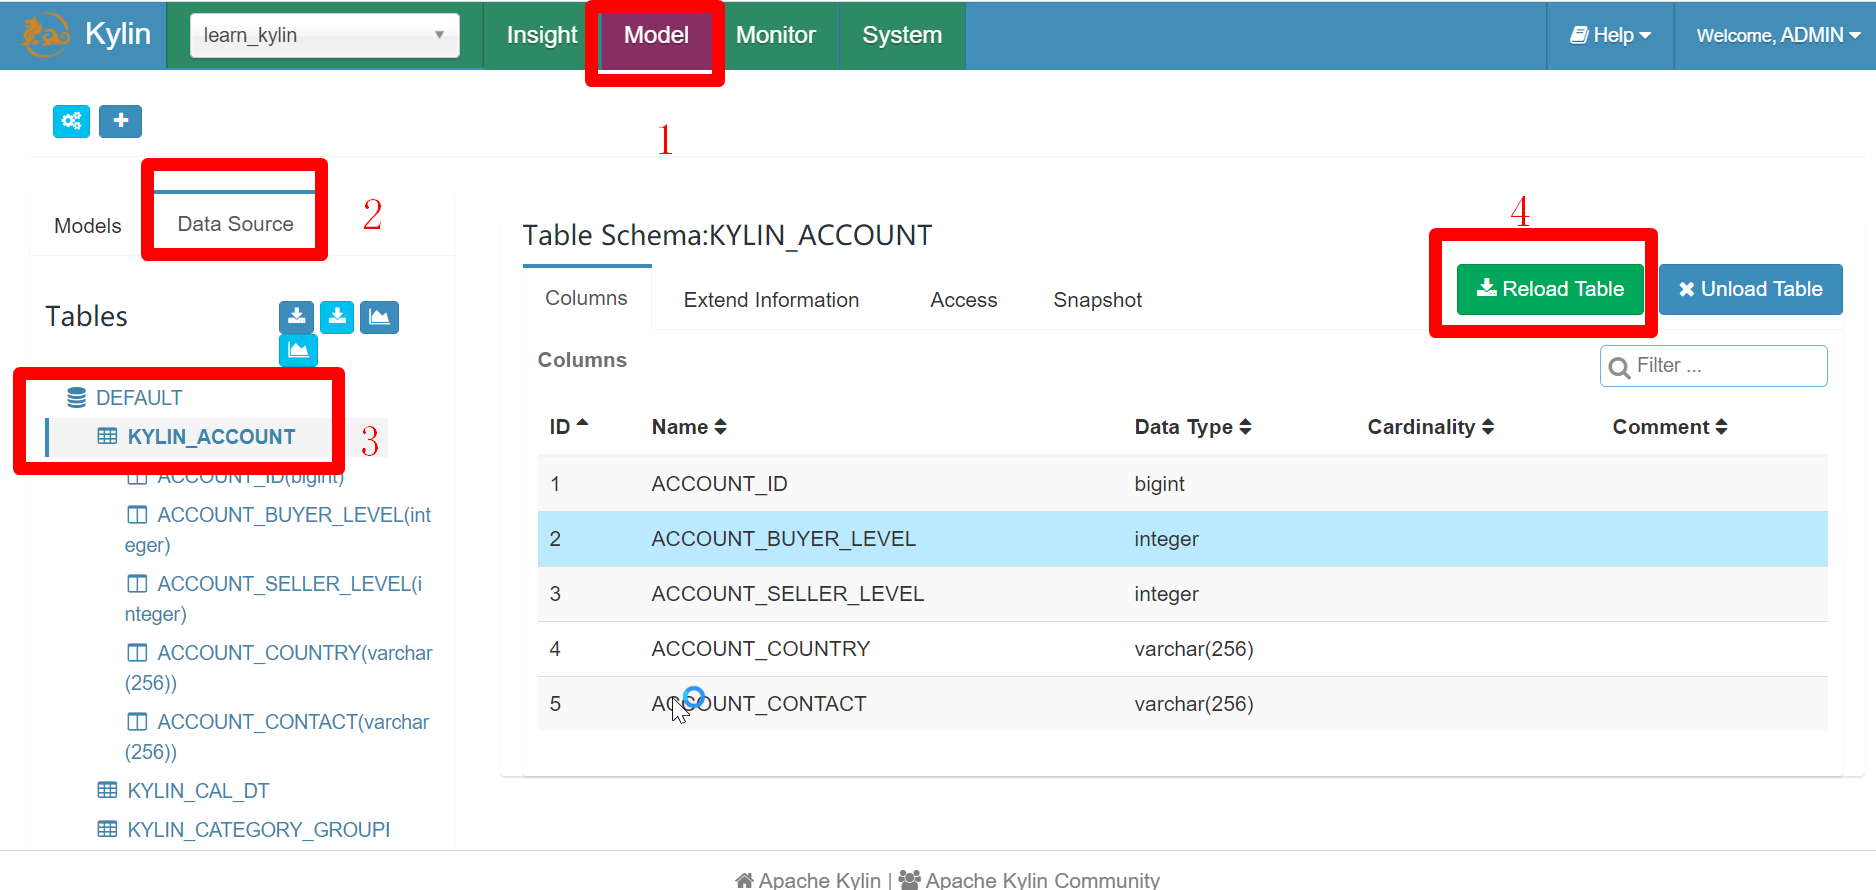 Kylin
learn_kylin
Insight
Model
Monitor
System
Help
Welcome, ADMIN
1
Models
Data Source
2
Tables
DEFAULT
KYLIN_ACCOUNT
3
ACCOUNT_ID(bigint)
ACCOUNT_BUYER_LEVEL(int
eger)
ACCOUNT_SELLER_LEVEL(i
nteger)
ACCOUNT_COUNTRY(varchar
(256))
ACCOUNT_CONTACT(varchar
(256))
KYLIN_CAL_DT
KYLIN_CATEGORY_GROUPI
Table Schema:KYLIN_ACCOUNT
4
Columns
Extend Information
Access
Snapshot
Reload Table
Unload Table
Columns
Filter ...
ID Name Data Type Cardinality Comment
1 ACCOUNT_ID bigint
2 ACCOUNT_BUYER_LEVEL integer
3 ACCOUNT_SELLER_LEVEL integer
4 ACCOUNT_COUNTRY varchar(256)
5 ACCOUNT_CONTACT varchar(256)
Apache Kylin | Apache Kylin Community